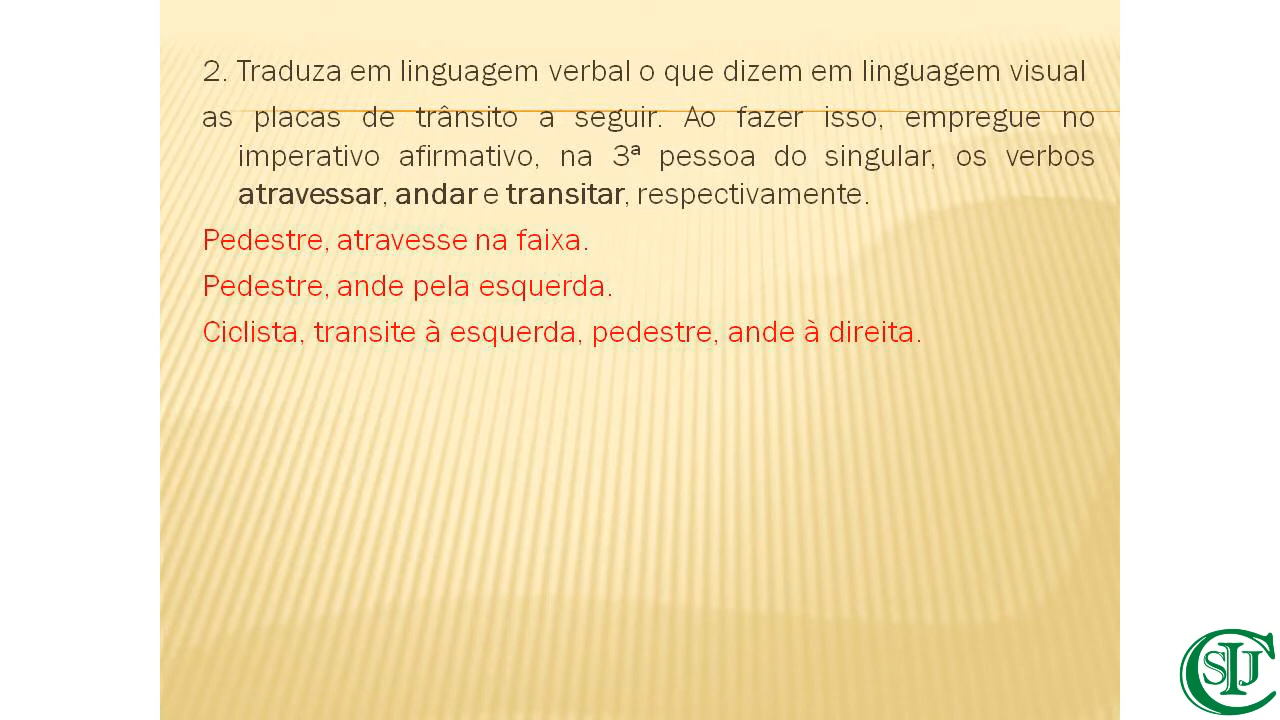 2. Traduza em linguagem verbal o que dizem em linguagem visual
as placas de trânsito a seguir. Ao fazer isso, empregue no
imperativo afirmativo, na 3ª pessoa do singular, os verbos
atravessar, andar e transitar, respectivamente.
Pedestre, atravesse na faixa.
Pedestre, ande pela esquerda.
Ciclista, transite à esquerda, pedestre, ande à direita.
CSIJ